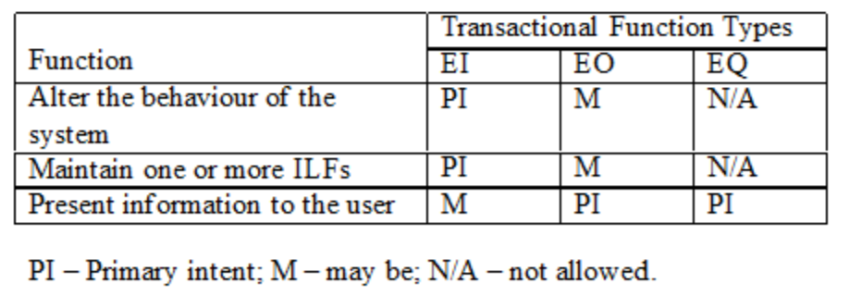 Transactional Function Types
Function EI EO EQ
Alter the behaviour of the PI M N/A
system
Maintain one or more ILFs PI M N/A
Present information to the user M PI PI
PI – Primary intent; M – may be; N/A – not allowed.